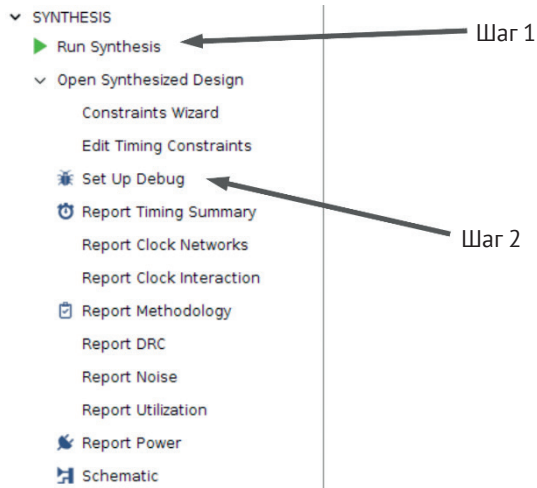 SYNTHESIS
Run Synthesis
Шаг 1
Open Synthesized Design
Constraints Wizard
Edit Timing Constraints
Set Up Debug
Report Timing Summary
Шаг 2
Report Clock Networks
Report Clock Interaction
Report Methodology
Report DRC
Report Noise
Report Utilization
Report Power
Schematic